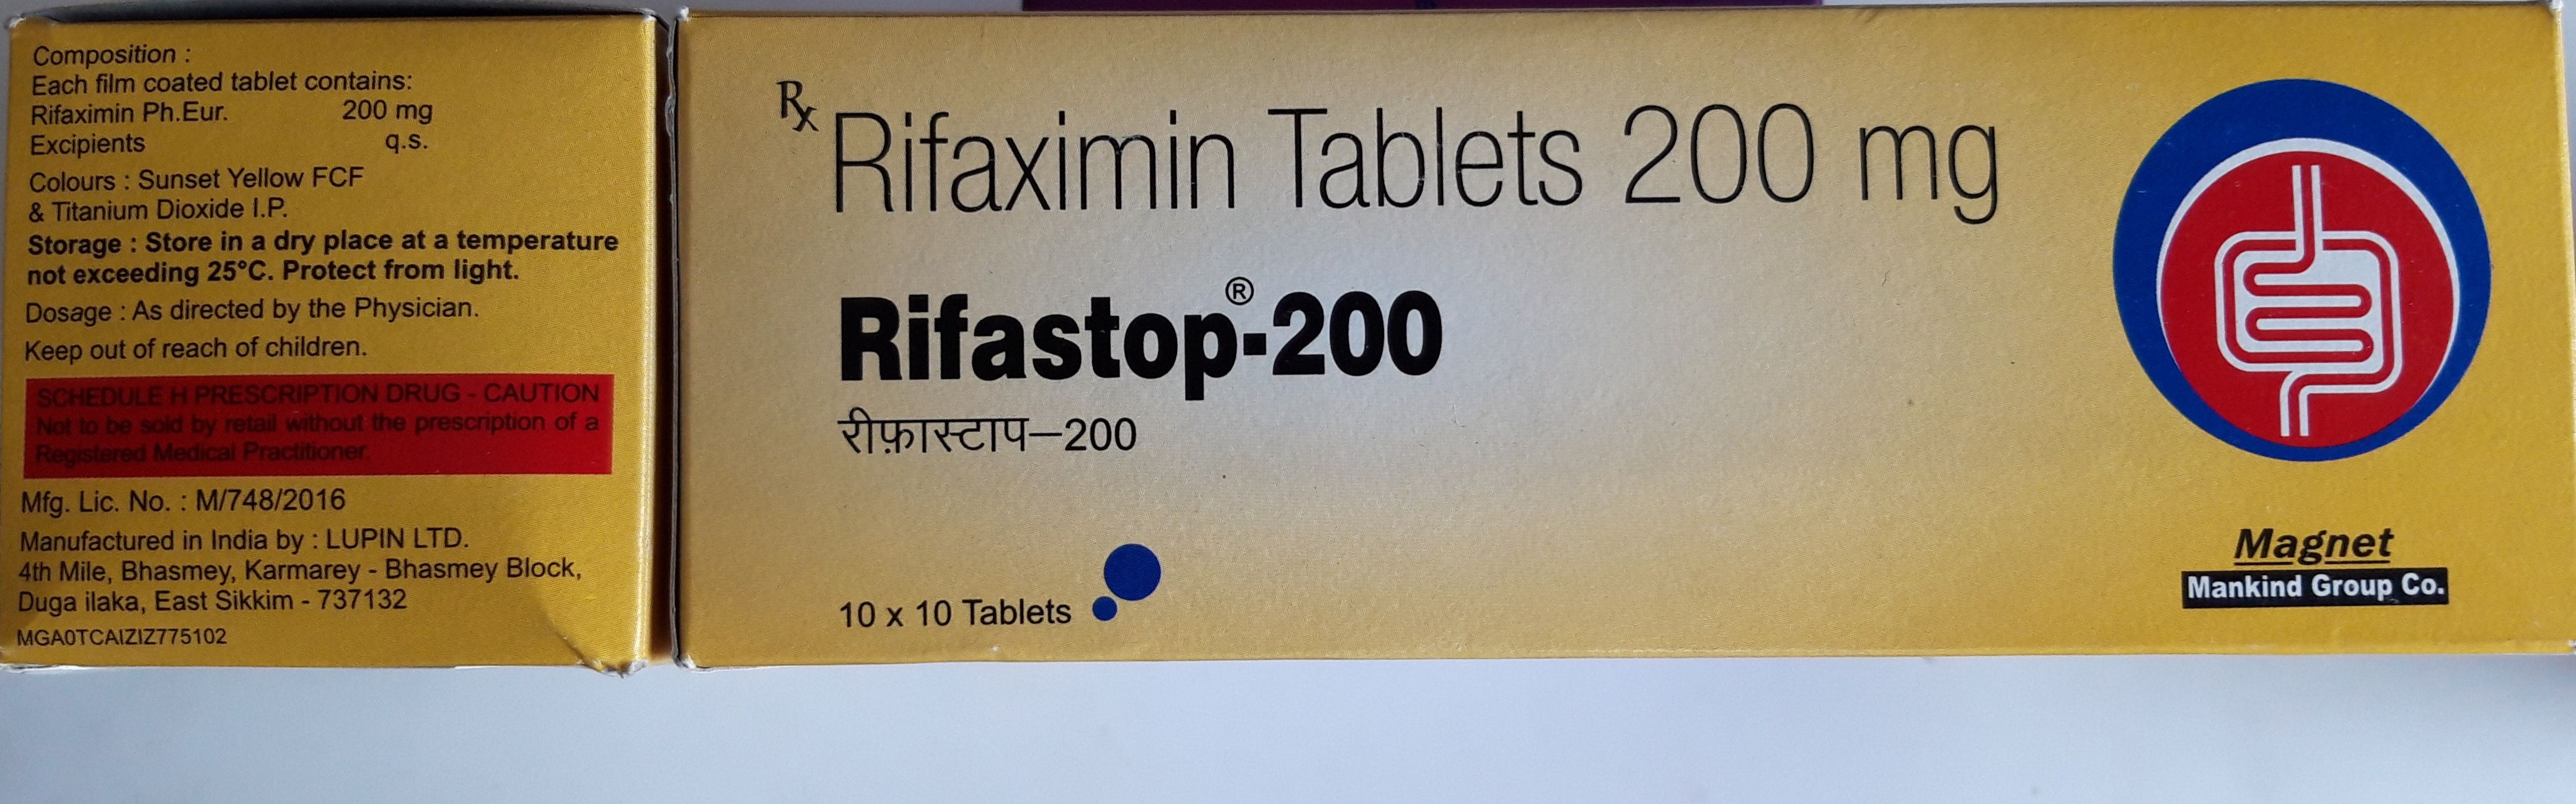 Composition :
Each film coated tablet contains:
Rifaximin Ph.Eur. 200 mg
Excipients q.s.
Colours : Sunset Yellow FCF
& Titanium Dioxide I.P.
Storage : Store in a dry place at a temperature
not exceeding 25°C. Protect from light.
Dosage : As directed by the Physician.
Keep out of reach of children.
SCHEDULE H PRESCRIPTION DRUG - CAUTION
Not to be sold by retail without the prescription of a
Registered Medical Practitioner.
Mfg. Lic. No. : M/748/2016
Manufactured in India by : LUPIN LTD.
4th Mile, Bhasmey, Karmarey - Bhasmey Block,
Duga ilaka, East Sikkim - 737132
MGA0TCAIZIZ775102
Rx Rifaximin Tablets 200 mg
Rifastop®-200
रीफ़ास्टाप–200
10 x 10 Tablets
Magnet
Mankind Group Co.